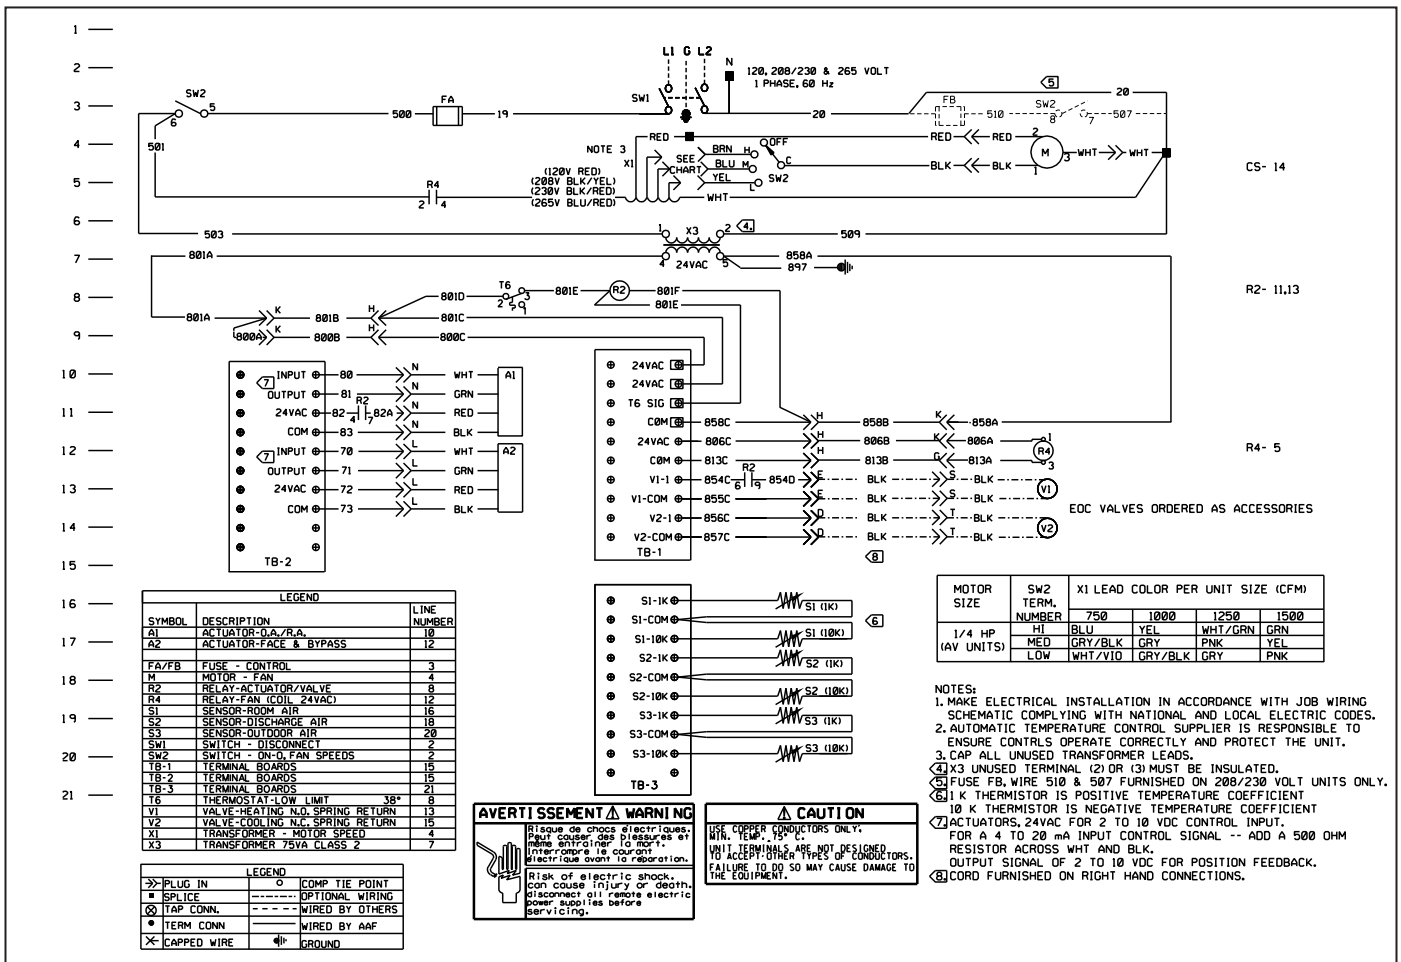 1
L1 G L2
2
N
120, 208/230 & 265 VOLT
1 PHASE, 60 Hz
SW2
5
6
3
500
FA
19
SW1
20
5
20
FB
510
SW2
8
7
507
4
501
NOTE 3
X1
RED
SEE
CHART
BRN H
BLU M
YEL
L
OFF
C
SW2
RED
RED
2
M
3
WHT
WHT
BLK
BLK
1
CS- 14
5
R4
2
4
(120V RED)
(208V BLK/YEL)
(230V BLK/RED)
(265V BLU/RED)
WHT
6
503
1
X3
2
4.
509
7
801A
4
24VAC
5
858A
897
8
801D
T6
2
3
1
801E
R2
801F
801E
R2- 11,13
801A
K
801B
H
801C
9
800A
K
800B
H
800C
10
7
INPUT
80
N
WHT
A1
OUTPUT
81
N
GRN
11
24VAC
82
R2
4
7
82A
N
RED
COM
83
N
BLK
12
7
INPUT
70
L
WHT
A2
OUTPUT
71
L
GRN
13
24VAC
72
L
RED
COM
73
L
BLK
14
15
TB-2
24VAC
24VAC
T6 SIG
C0M
858C
H
858B
K
858A
24VAC
806C
H
806B
K
806A
1
R4
R4- 5
C0M
813C
H
813B
G
813A
3
V1-1
854C
R2
6
9
854D
E
BLK
S
BLK
V1
V1-COM
855C
E
BLK
S
BLK
EOC VALVES ORDERED AS ACCESSORIES
V2-1
856C
D
BLK
T
BLK
V2
V2-COM
857C
D
BLK
T
BLK
TB-1
8
16
17
18
19
20
21
S1-1K
S1 (1K)
S1-COM
6
S1-10K
S1 (10K)
S2-1K
S2 (1K)
S2-COM
S2-10K
S2 (10K)
S3-1K
S3 (1K)
S3-COM
S3-10K
S3 (10K)
TB-3
LEGEND
SYMBOL DESCRIPTION LINE NUMBER
A1 ACTUATOR-O.A./R.A. 10
A2 ACTUATOR-FACE & BYPASS 12
FA/FB FUSE - CONTROL 3
M MOTOR - FAN 4
R2 RELAY-ACTUATOR/VALVE 8
R4 RELAY-FAN (COIL 24VAC) 12
S1 SENSOR-ROOM AIR 16
S2 SENSOR-DISCHARGE AIR 18
S3 SENSOR-OUTDOOR AIR 20
SW1 SWITCH - DISCONNECT 2
SW2 SWITCH - ON-O, FAN SPEEDS 2
TB-1 TERMINAL BOARDS 15
TB-2 TERMINAL BOARDS 15
TB-3 TERMINAL BOARDS 21
T6 THERMOSTAT-LOW LIMIT 38° 8
V1 VALVE-HEATING N.O. SPRING RETURN 13
V2 VALVE-COOLING N.C. SPRING RETURN 15
X1 TRANSFORMER - MOTOR SPEED 4
X3 TRANSFORMER 75VA CLASS 2 7
LEGEND
PLUG IN COMP TIE POINT
SPLICE OPTIONAL WIRING
TAP CONN. WIRED BY OTHERS
TERM CONN WIRED BY AAF
CAPPED WIRE GROUND
MOTOR SIZE SW2 TERM. NUMBER X1 LEAD COLOR PER UNIT SIZE (CFM)
750 1000 1250 1500
1/4 HP (AV UNITS)
HI BLU YEL WHT/GRN GRN
MED GRY/BLK GRY PNK YEL
LOW WHT/VIO GRY/BLK GRY PNK
NOTES:
1. MAKE ELECTRICAL INSTALLATION IN ACCORDANCE WITH JOB WIRING
SCHEMATIC COMPLYING WITH NATIONAL AND LOCAL ELECTRIC CODES.
2. AUTOMATIC TEMPERATURE CONTROL SUPPLIER IS RESPONSIBLE TO
ENSURE CONTRLS OPERATE CORRECTLY AND PROTECT THE UNIT.
3. CAP ALL UNUSED TRANSFORMER LEADS.
4. X3 UNUSED TERMINAL (2) OR (3) MUST BE INSULATED.
5. FUSE FB, WIRE 510 & 507 FURNISHED ON 208/230 VOLT UNITS ONLY.
6. 1 K THERMISTOR IS POSITIVE TEMPERATURE COEFFICIENT
10 K THERMISTOR IS NEGATIVE TEMPERATURE COEFFICIENT
7. ACTUATORS, 24VAC FOR 2 TO 10 VDC CONTROL INPUT.
FOR A 4 TO 20 mA INPUT CONTROL SIGNAL -- ADD A 500 OHM
RESISTOR ACROSS WHT AND BLK.
OUTPUT SIGNAL OF 2 TO 10 VDC FOR POSITION FEEDBACK.
8. CORD FURNISHED ON RIGHT HAND CONNECTIONS.
AVERTISSEMENT WARNING
Risque de chocs électriques.
Peut causer des blessures et
même entraîner la mort.
Interrompre le courant
électrique avant la réparation.
Risk of electric shock.
can cause injury or death.
disconnect all remote electric
power supplies before
servicing.
CAUTION
USE COPPER CONDUCTORS ONLY.
MIN. TEMP. 75° C.
UNIT TERMINALS ARE NOT DESIGNED
TO ACCEPT OTHER TYPES OF CONDUCTORS.
FAILURE TO DO SO MAY CAUSE DAMAGE TO
THE EQUIPMENT.